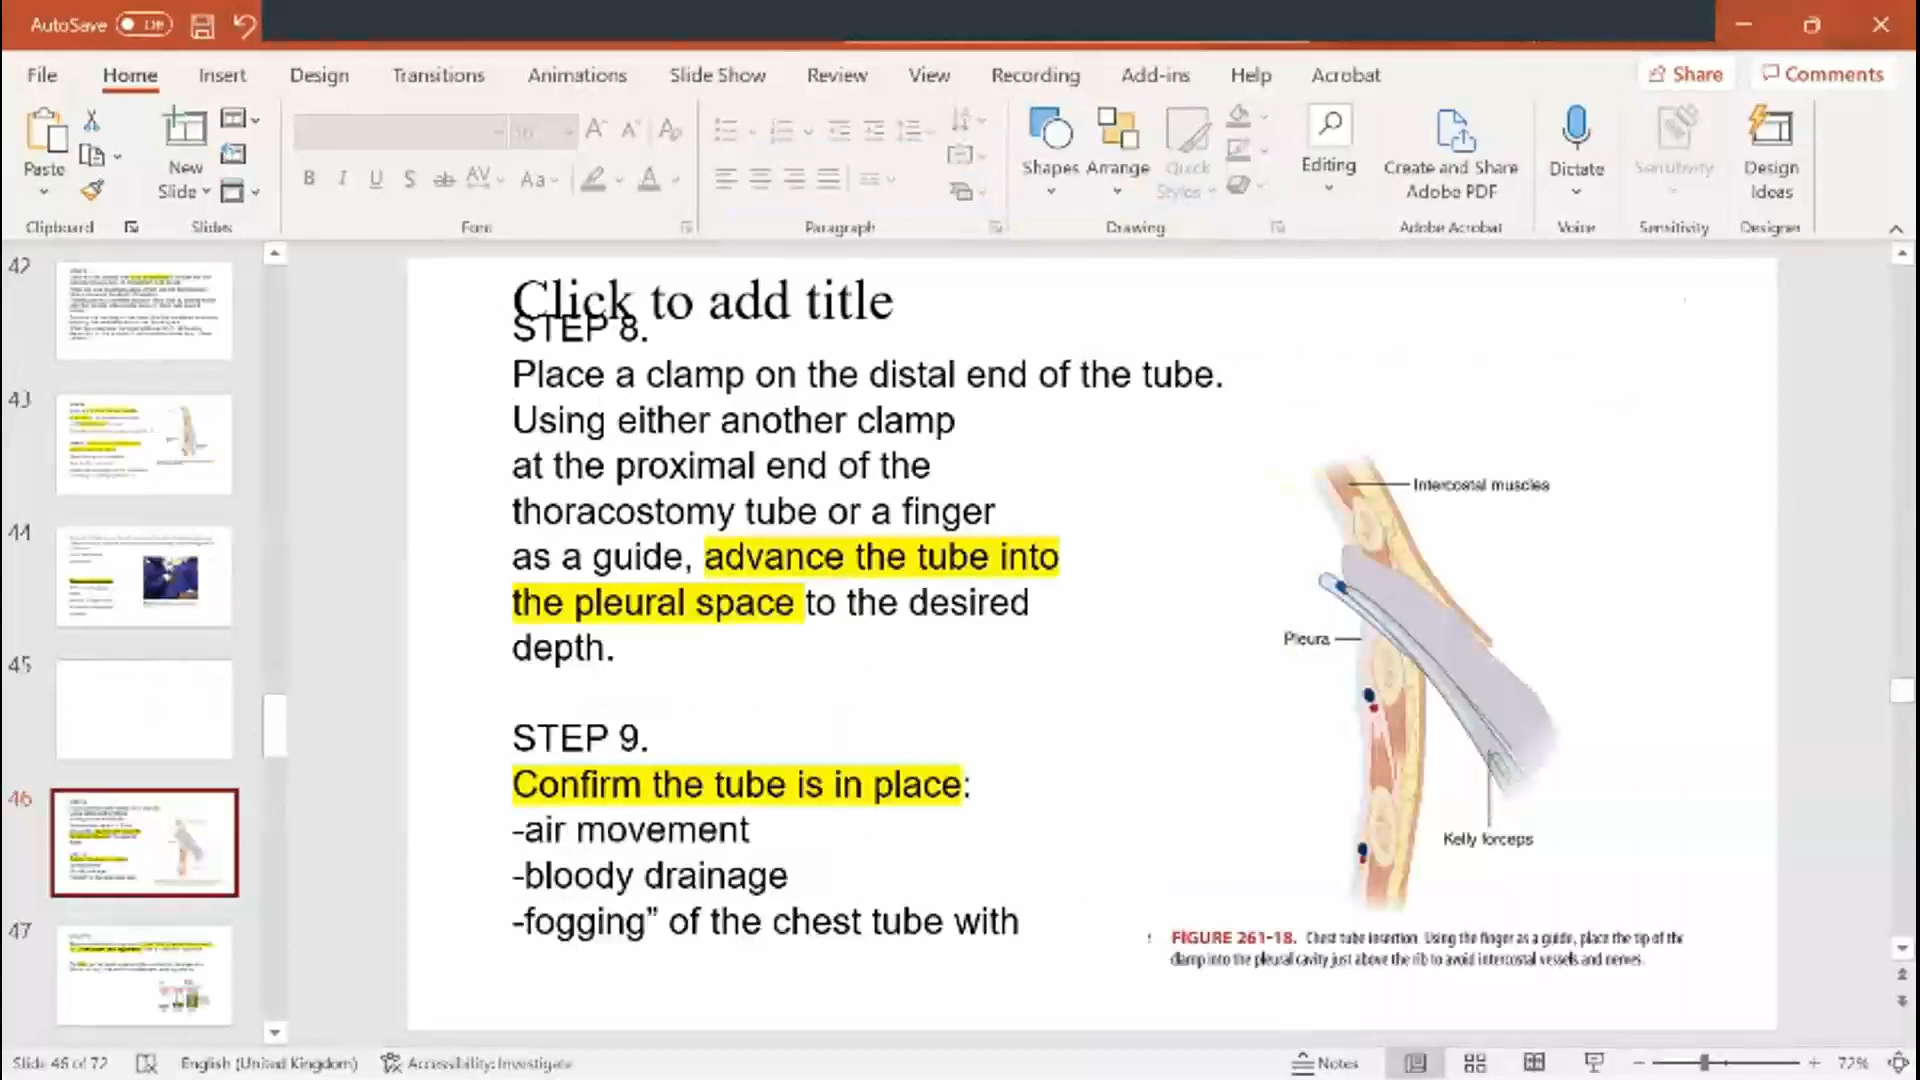 AutoSave Off
File Home Insert Design Transitions Animations Slide Show Review View Recording Add-ins Help Acrobat Share Comments
Paste
New
Slide
B I U S ab AV Aa A
Shapes Arrange
Quick
Styles
Editing
Create and Share
Adobe PDF
Dictate
Sensitivity
Design
Ideas
Clipboard Slides Font Paragraph Drawing Adobe Acrobat Voice Sensitivity Designer
42
43
44
45
46
47
Click to add title
STEP 8.
Place a clamp on the distal end of the tube.
Using either another clamp
at the proximal end of the
thoracostomy tube or a finger
as a guide, advance the tube into
the pleural space to the desired
depth.
STEP 9.
Confirm the tube is in place:
-air movement
-bloody drainage
-fogging” of the chest tube with
Intercostal muscles
Pleura
Kelly forceps
FIGURE 261-18. Chest tube insertion. Using the finger as a guide, place the tip of the
clamp into the pleural cavity just above the rib to avoid intercostal vessels and nerves.
Slide 46 of 72 English (United Kingdom) Accessibility: Investigate Notes 72%